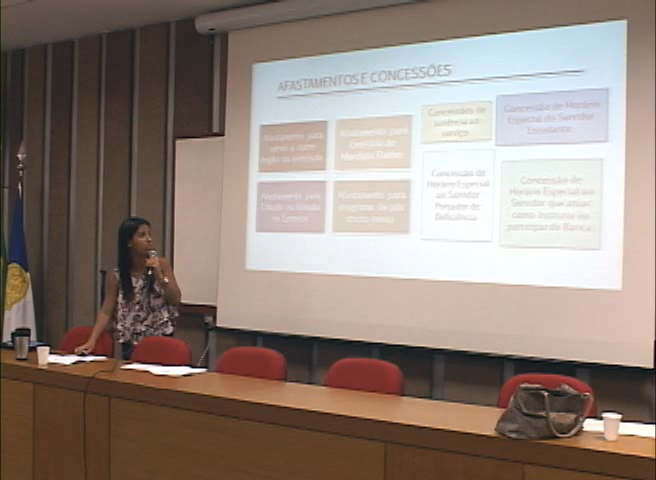 AFASTAMENTOS E CONCESSÕES
Afastamento para
servir a outro
órgão ou entidade
Afastamento para
Exercício de
Mandato Eletivo
Concessões de
ausência ao
serviço
Concessão de Horário
Especial do Servidor
Estudante
Afastamento para
Estudo ou Missão
no Exterior
Afastamento para
programa de pós
Concessão de
Horário Especial
ao Servidor
Portador de
Deficiência
Concessão de
Horário Especial ao
Servidor que atuar
como instrutor ou
participar de Banca